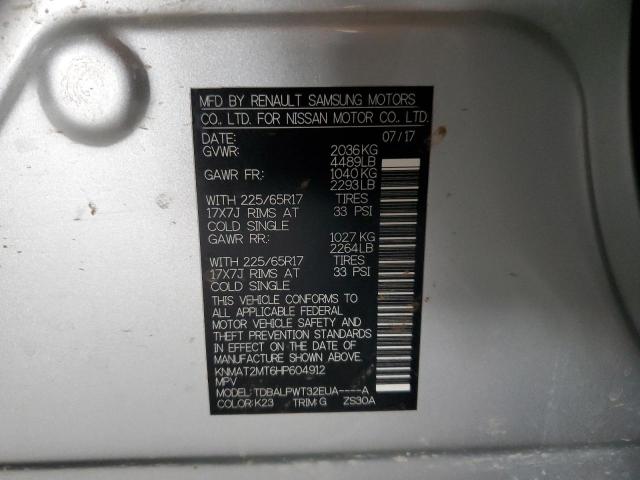 MFD BY RENAULT SAMSUNG MOTORS
CO., LTD. FOR NISSAN MOTOR CO., LTD.
DATE: 07/17
GVWR: 2036KG
4489LB
GAWR FR: 1040KG
2293LB
WITH 225/65R17 TIRES
17X7J RIMS AT 33 PSI
COLD SINGLE
GAWR RR: 1027 KG
2264LB
WITH 225/65R17 TIRES
17X7J RIMS AT 33 PSI
COLD SINGLE
THIS VEHICLE CONFORMS TO
ALL APPLICABLE FEDERAL
MOTOR VEHICLE SAFETY AND
THEFT PREVENTION STANDARDS
IN EFFECT ON THE DATE OF
MANUFACTURE SHOWN ABOVE.
KNMAT2MT6HP604912
MPV
MODEL: TDBALPWT32EUA----A
COLOR:K23 TRIM:G ZS30A